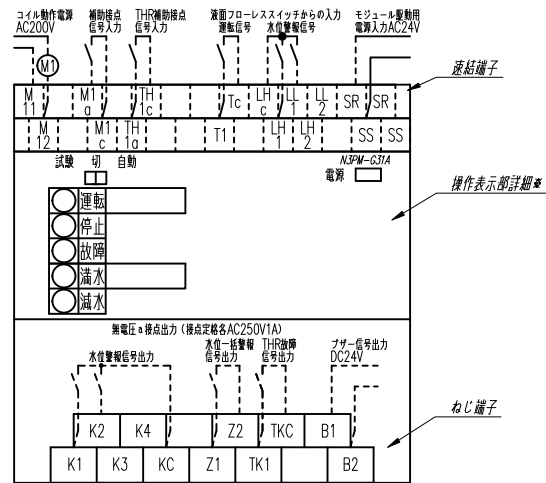 コイル動作電源
AC200V
補助接点
信号入力
THR補助接点
信号入力
液面フローレススイッチからの入力
運転信号 水位警報信号
モジュール駆動用
電源入力AC24V
M1
速結端子
M
11
M1
a
TH
1c
Tc
LH
c
LL
1
LL
2
SR
SR
M
12
M1
c
TH
1a
T1
LH
1
LH
2
SS
SS
試験 切 自動
N3PM-G31A
電源
操作表示部詳細※
運転
停止
故障
満水
減水
無電圧a接点出力(接点定格各AC250V1A)
水位警報信号出力
水位一括警報
信号出力
THR故障
信号出力
ブザー信号出力
DC24V
ねじ端子
K2 K4 Z2 TKC B1
K1 K3 KC Z1 TK1 B2